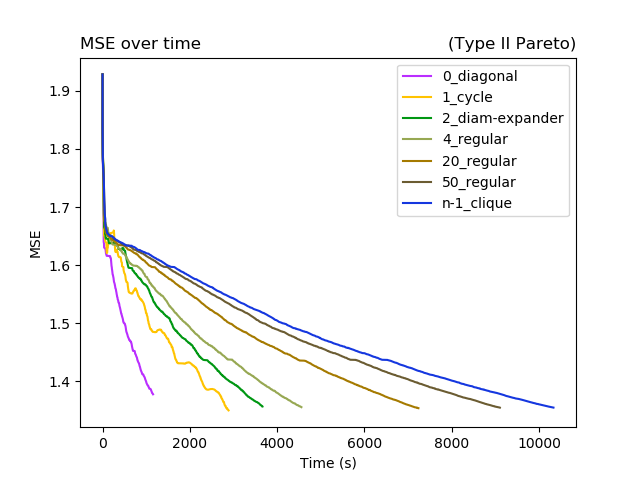 MSE over time (Type II Pareto)
0_diagonal
1_cycle
2_diam-expander
4_regular
20_regular
50_regular
n-1_clique
1.9
1.8
1.7
1.6
1.5
1.4
MSE
0 2000 4000 6000 8000 10000
Time (s)